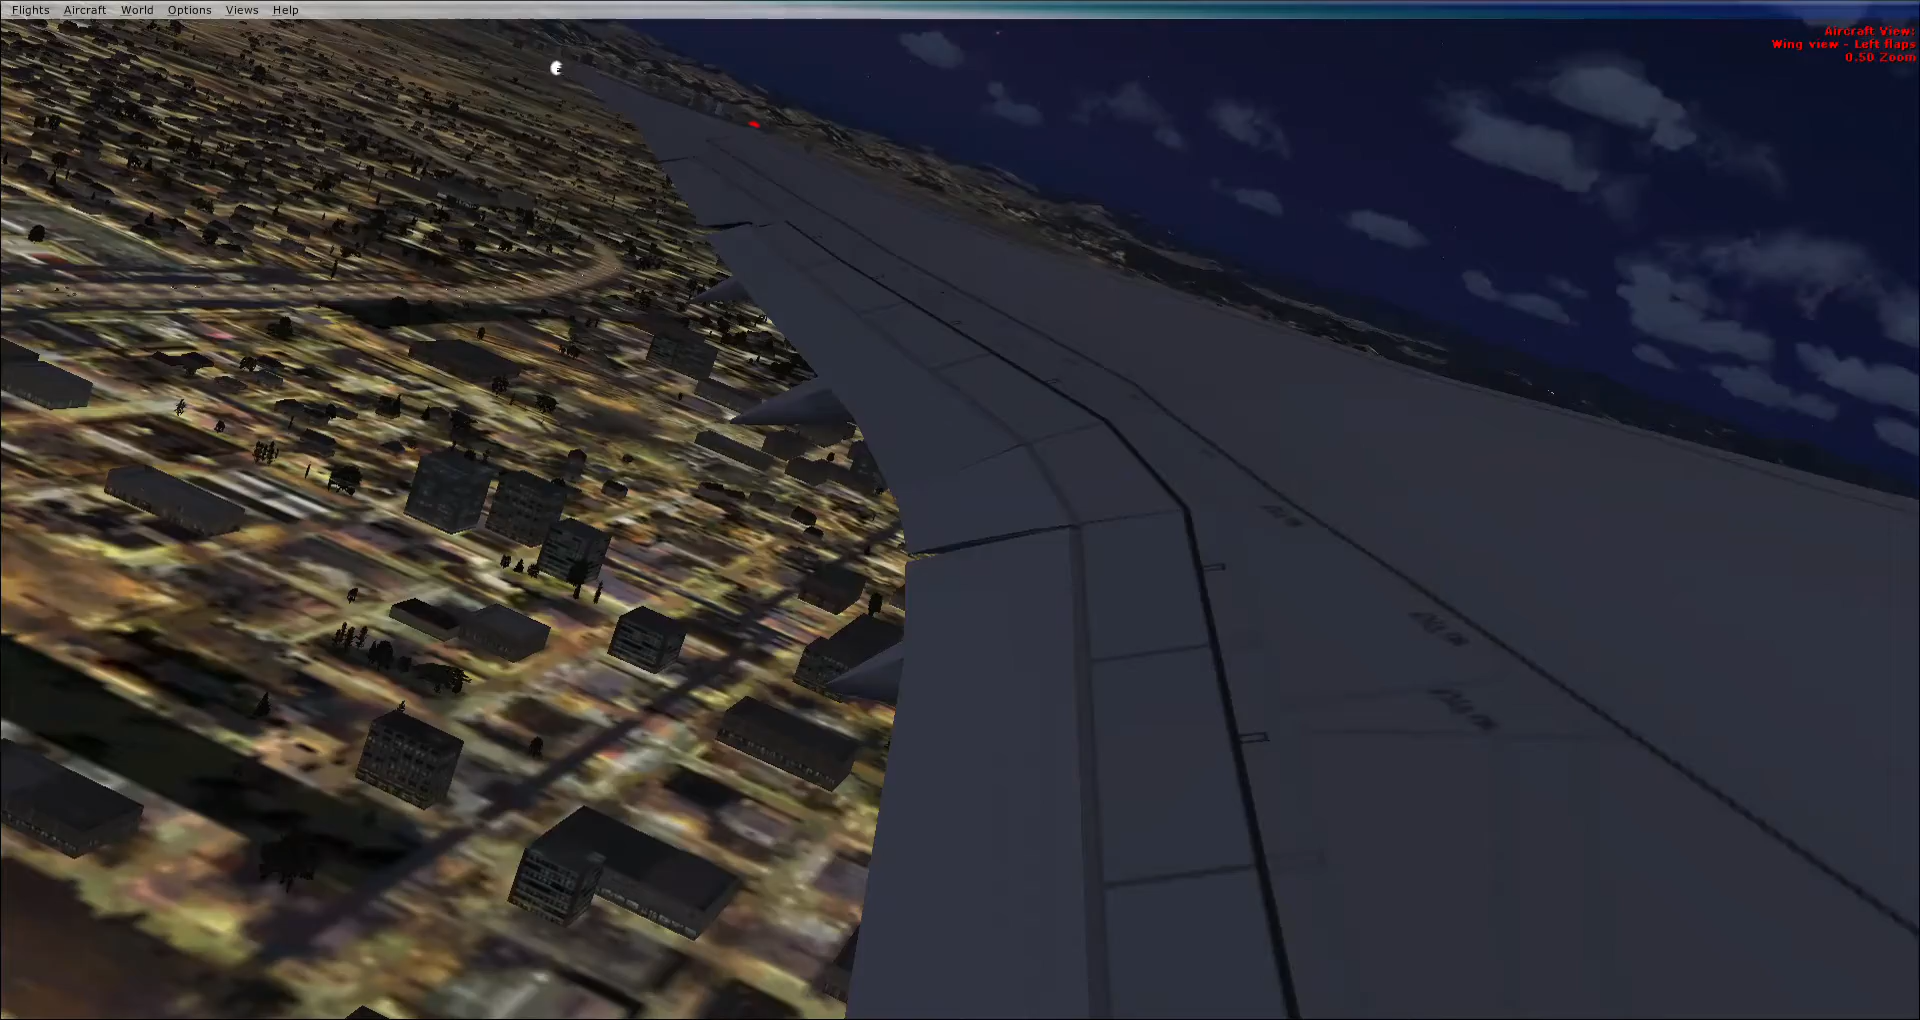 Flights Aircraft World Options Views Help
Aircraft View:
Wing view - Left flaps
0.50 Zoom